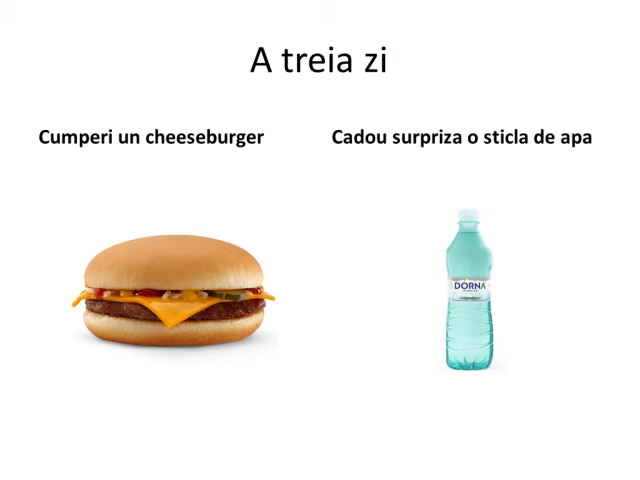 A treia zi
Cumperi un cheeseburger
Cadou surpriza o sticla de apa
DORNA